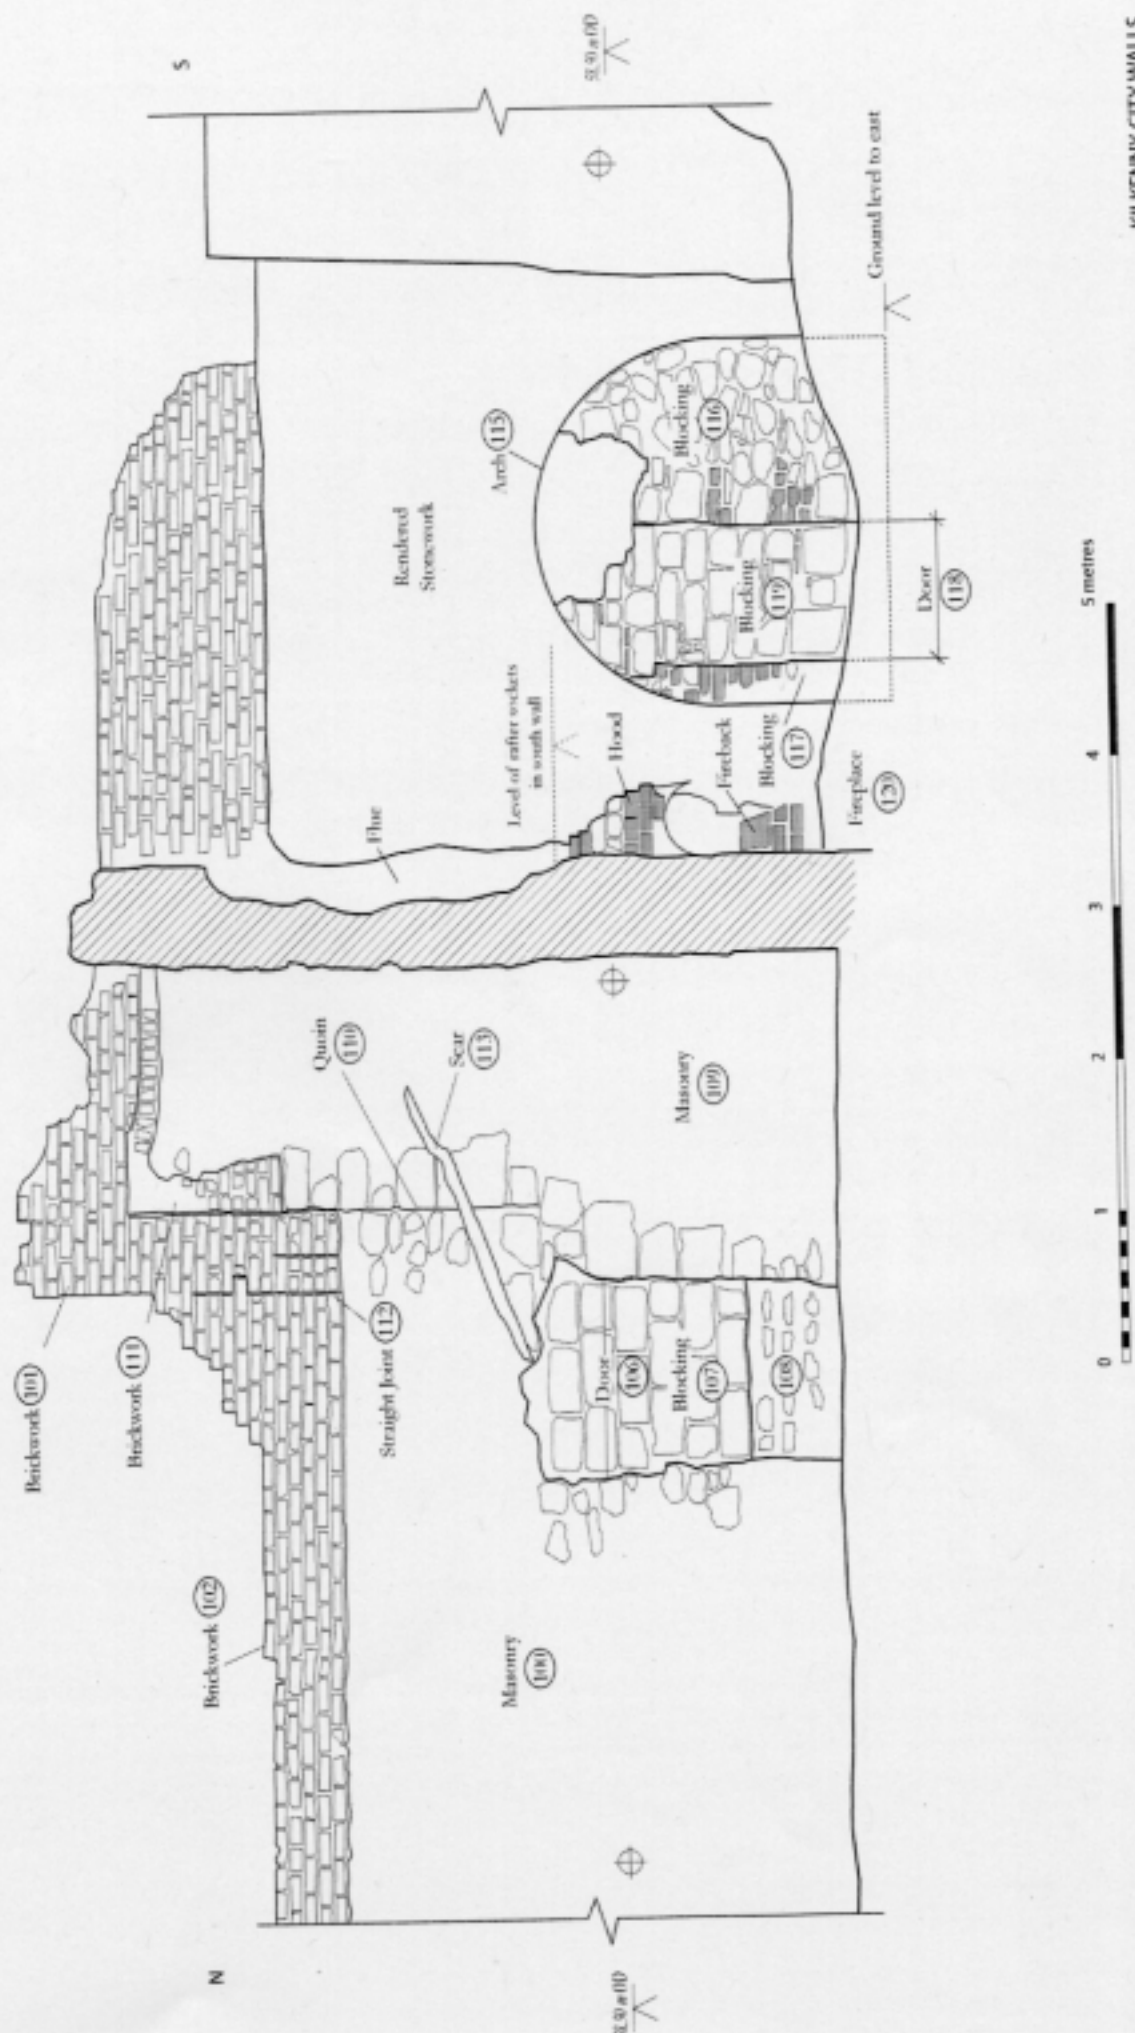 N
S
Brickwork 101
Brickwork 111
Brickwork 102
Straight Joint 112
Quoin
110
Scar
113
Masonry
100
Door
106
Blocking
107
108
Masonry
109
Flue
Level of rafter sockets
in south wall
Hood
Fireback
Blocking
117
Fireplace
120
Rendered
Stonework
Arch 115
Blocking
116
Blocking
119
Door
118
Ground level to east
0
1
2
3
4
5 metres
KILKENNY CITY WALLS